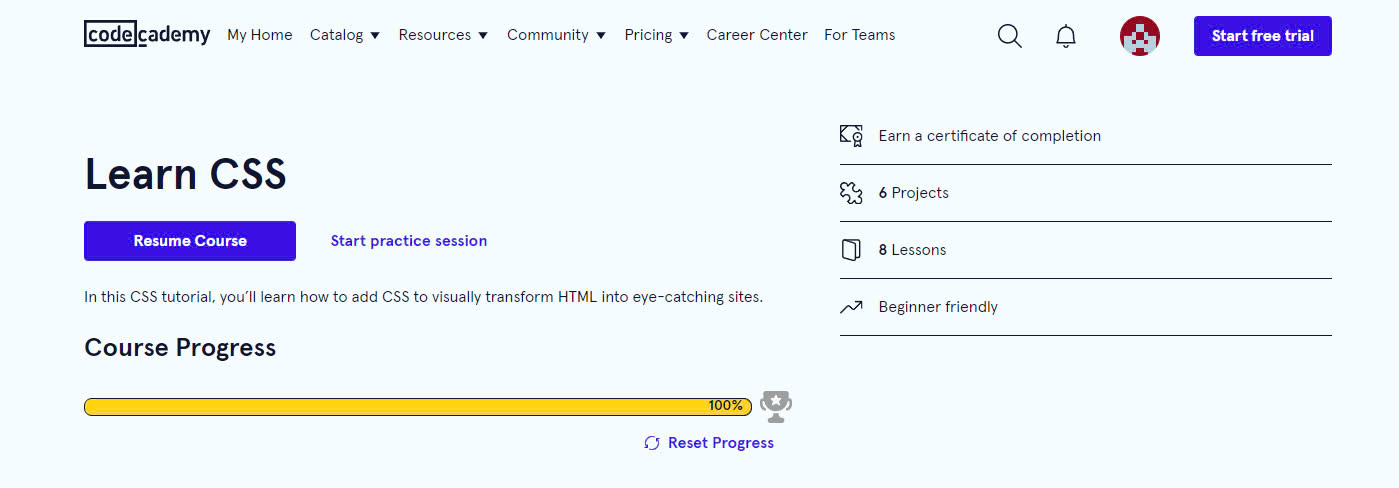 codecademy My Home Catalog Resources Community Pricing Career Center For Teams Start free trial
Learn CSS
Resume Course Start practice session
In this CSS tutorial, you’ll learn how to add CSS to visually transform HTML into eye-catching sites.
Course Progress
100%
Reset Progress
Earn a certificate of completion
6 Projects
8 Lessons
Beginner friendly